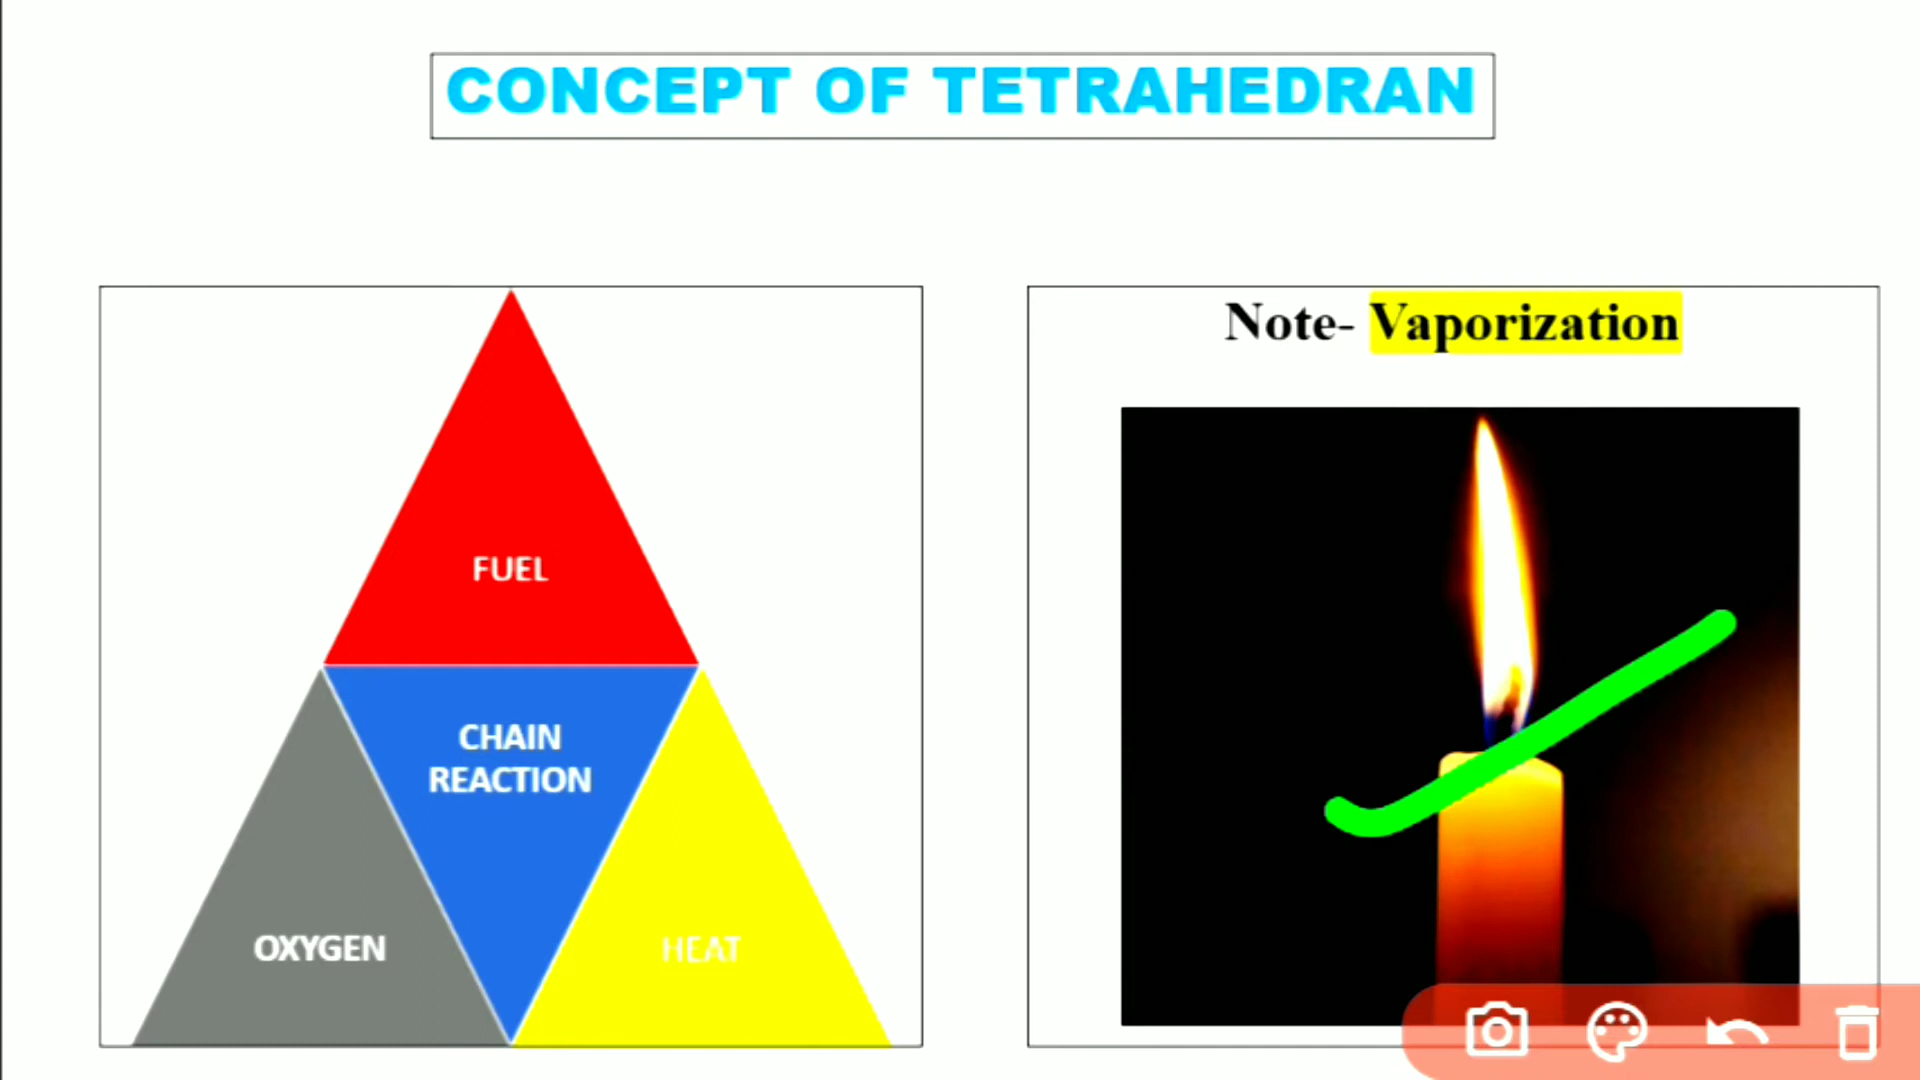 CONCEPT OF TETRAHEDRAN
FUEL
CHAIN
REACTION
OXYGEN
HEAT
Note- Vaporization